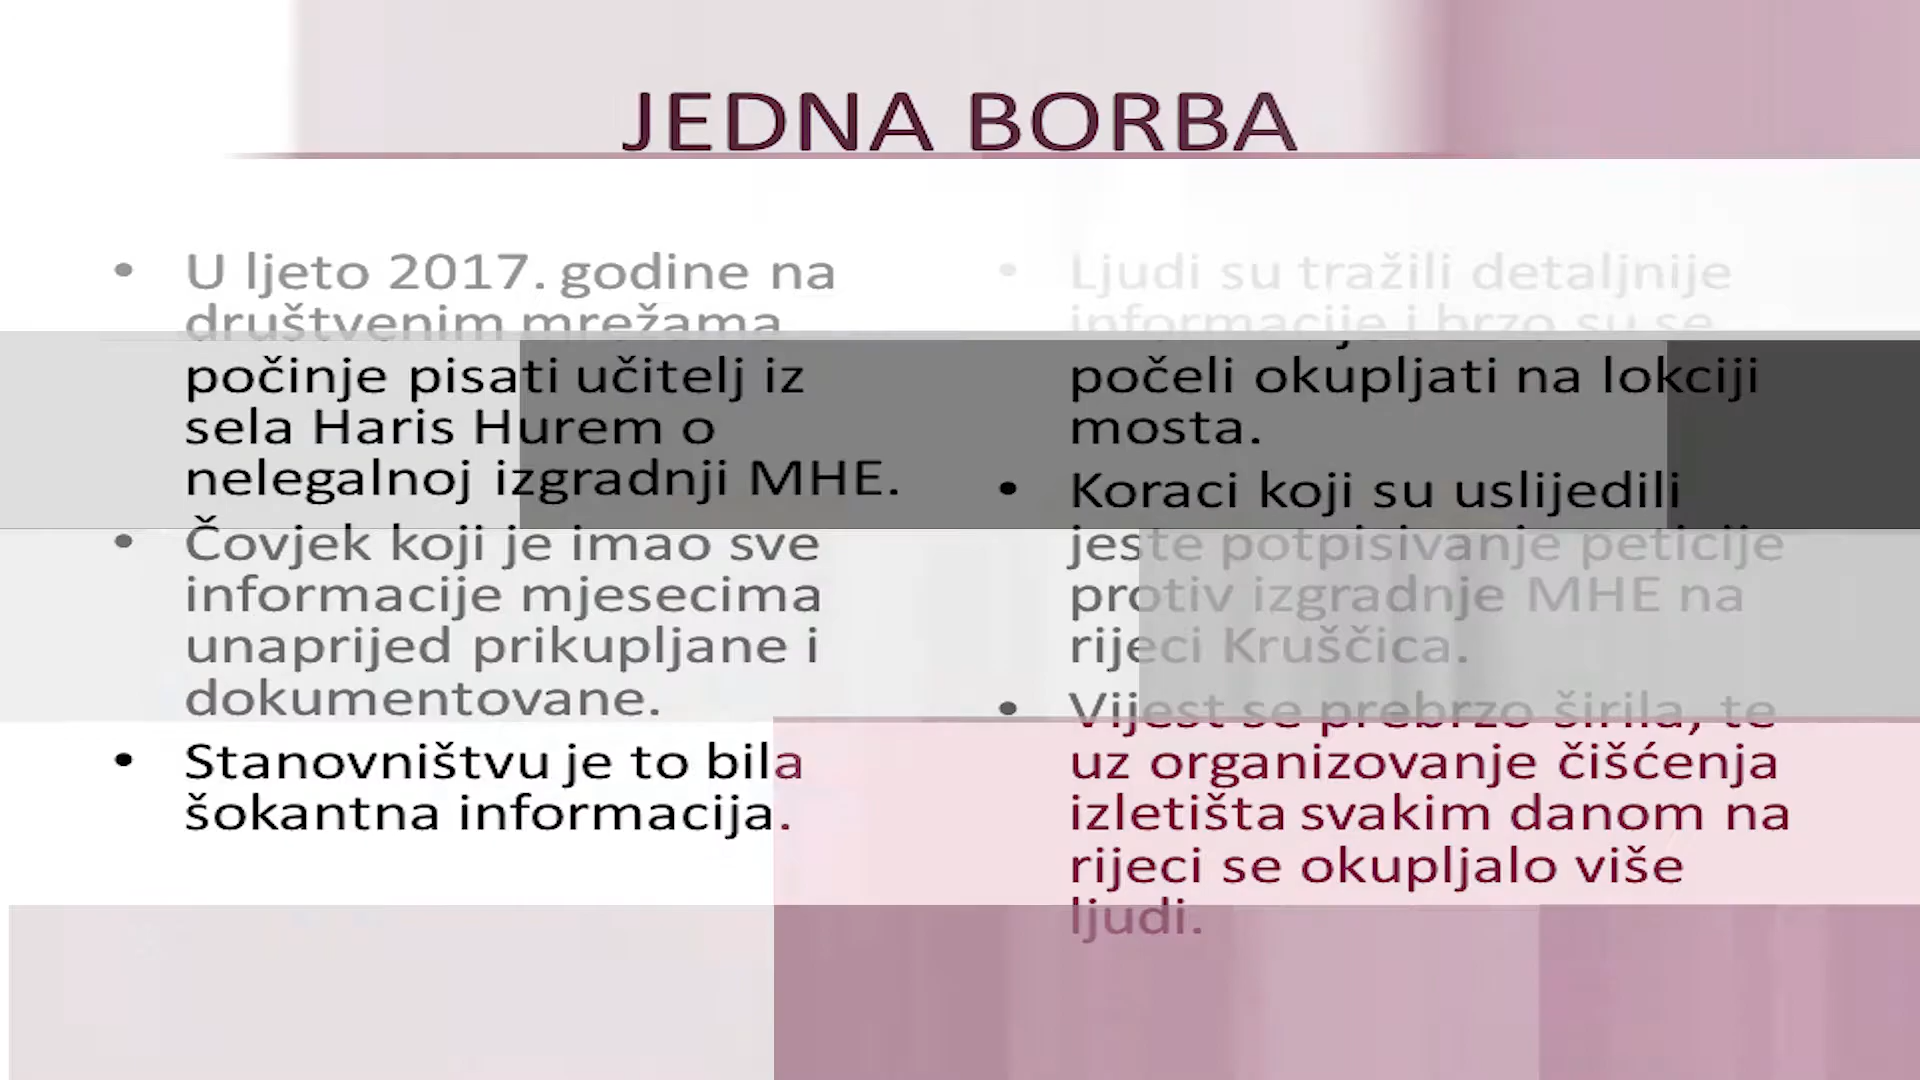 JEDNA BORBA
• U ljeto 2017. godine na
društvenim mrežama
počinje pisati učitelj iz
sela Haris Hurem o
nelegalnoj izgradnji MHE.
• Čovjek koji je imao sve
informacije mjesecima
unaprijed prikupljane i
dokumentovane.
• Stanovništvu je to bila
šokantna informacija.
• Ljudi su tražili detaljnije
informacije i brzo su se
počeli okupljati na lokciji
mosta.
• Koraci koji su uslijedili
jeste potpisivanje peticije
protiv izgradnje MHE na
rijeci Kruščica.
• Vijest se prebrzo širila, te
uz organizovanje čišćenja
izletišta svakim danom na
rijeci se okupljalo više
ljudi.